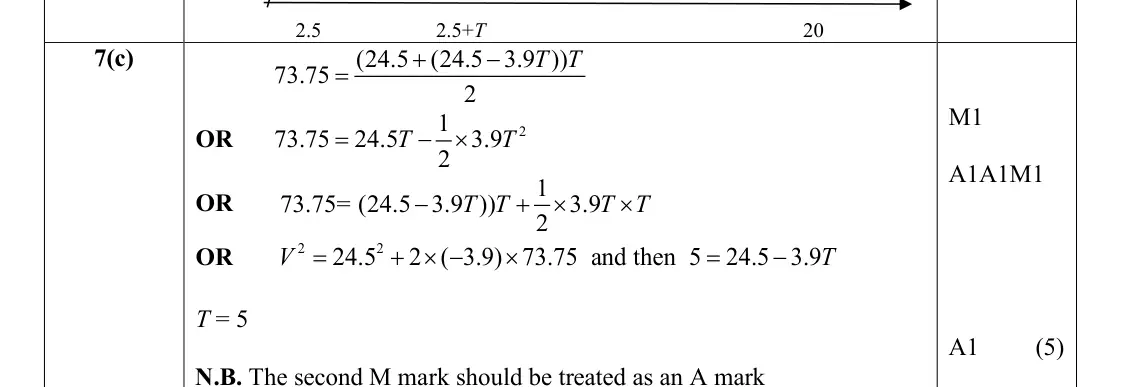 2.5 2.5+T 20
7(c) 73.75 = (24.5 + (24.5 − 3.9T))T / 2
M1
OR 73.75 = 24.5T − 1/2 × 3.9T²
A1A1M1
OR 73.75= (24.5 − 3.9T))T + 1/2 × 3.9T × T
OR V² = 24.5² + 2 × (−3.9) × 73.75 and then 5 = 24.5 − 3.9T
T = 5
A1 (5)
N.B. The second M mark should be treated as an A mark